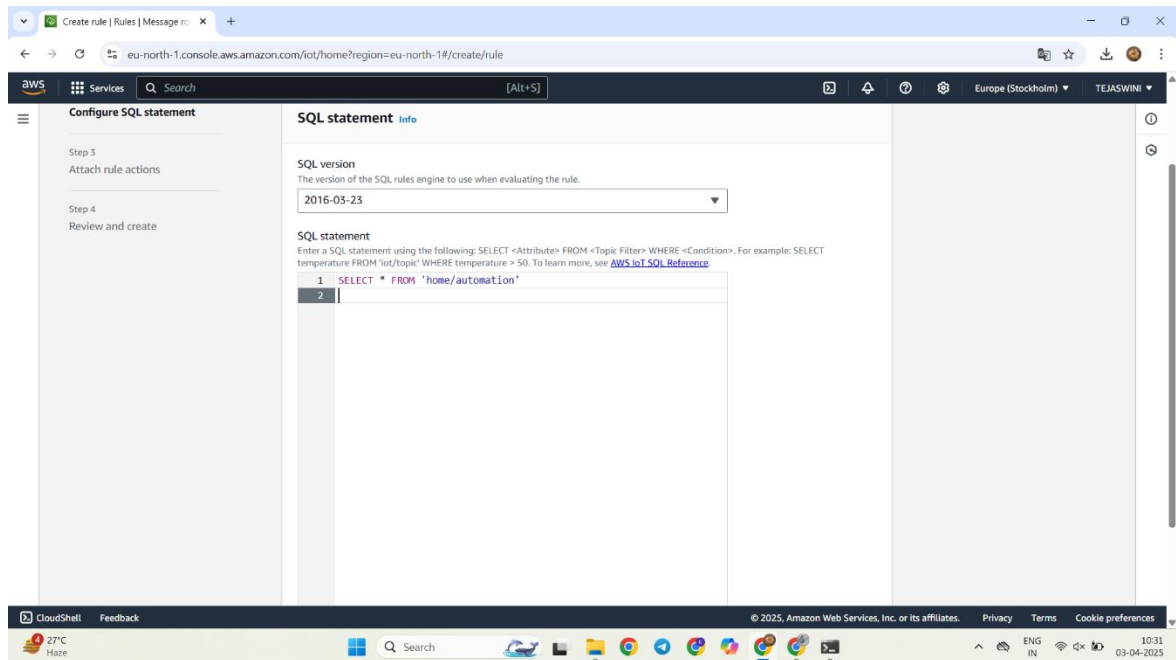 Create rule | Rules | Message ro
eu-north-1.console.aws.amazon.com/iot/home?region=eu-north-1#/create/rule
aws
Services
Search
[Alt+S]
Europe (Stockholm)
TEJASWINI
Configure SQL statement
Step 3
Attach rule actions
Step 4
Review and create
SQL statement Info
SQL version
The version of the SQL rules engine to use when evaluating the rule.
2016-03-23
SQL statement
Enter a SQL statement using the following: SELECT <Attribute> FROM <Topic Filter> WHERE <Condition>. For example: SELECT
temperature FROM 'iot/topic' WHERE temperature > 50. To learn more, see AWS IoT SQL Reference.
1 SELECT * FROM 'home/automation'
2
CloudShell Feedback
© 2025, Amazon Web Services, Inc. or its affiliates. Privacy Terms Cookie preferences
4
27°C
Haze
Search
ENG
IN
10:31
03-04-2025